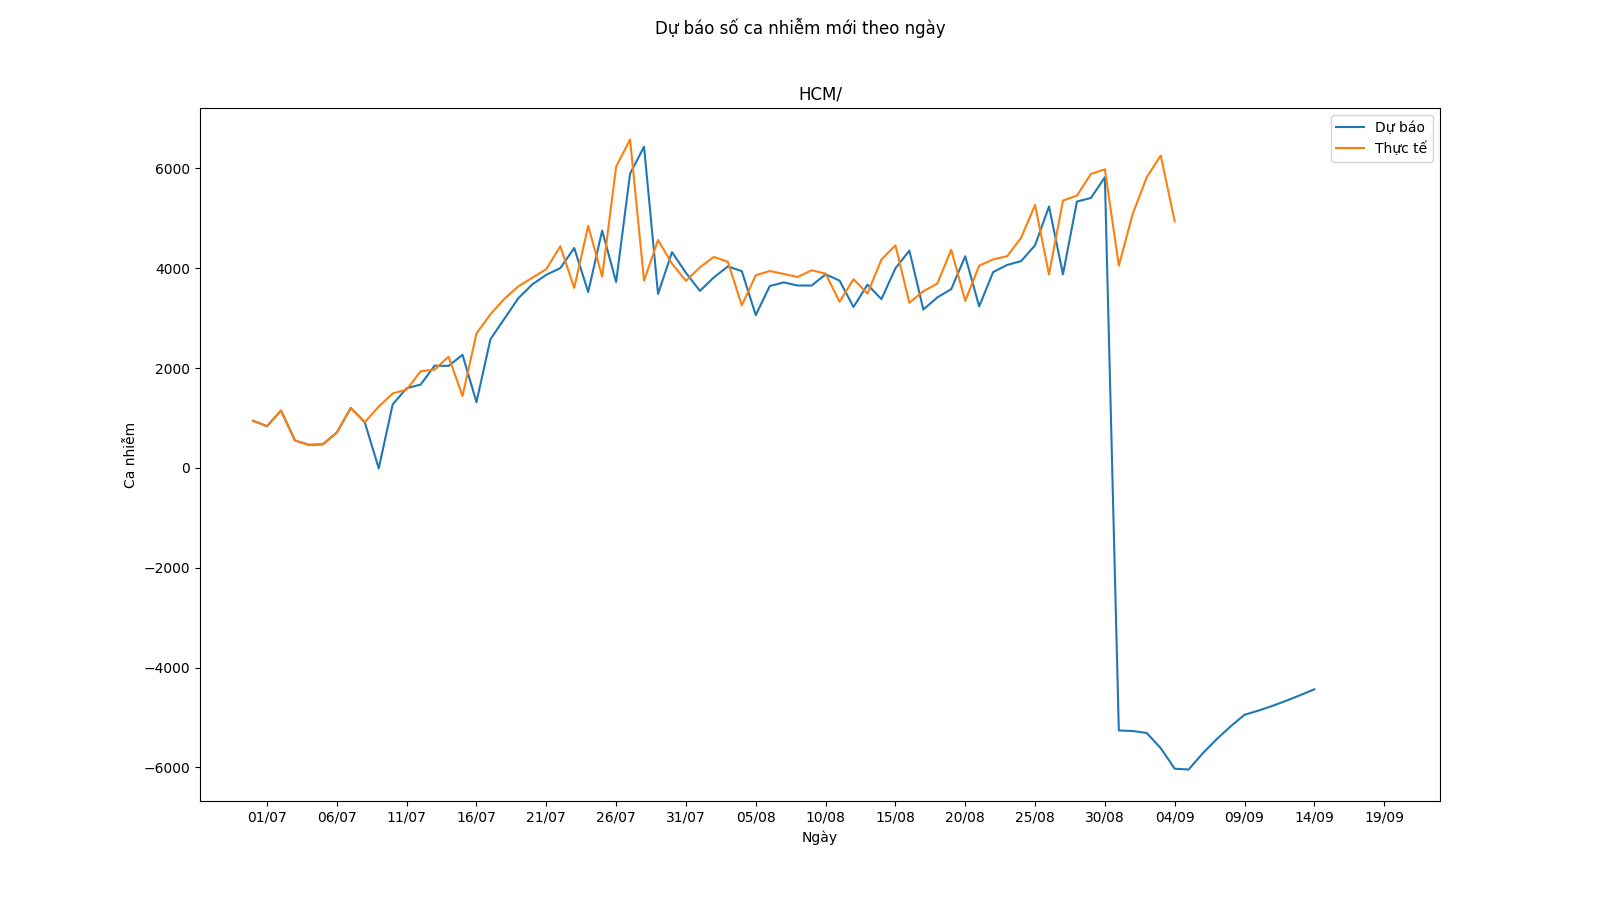 Dự báo số ca nhiễm mới theo ngày
HCM/
Dự báo
Thực tế
6000
4000
2000
0
−2000
−4000
−6000
Ca nhiễm
01/07 06/07 11/07 16/07 21/07 26/07 31/07 05/08 10/08 15/08 20/08 25/08 30/08 04/09 09/09 14/09 19/09
Ngày